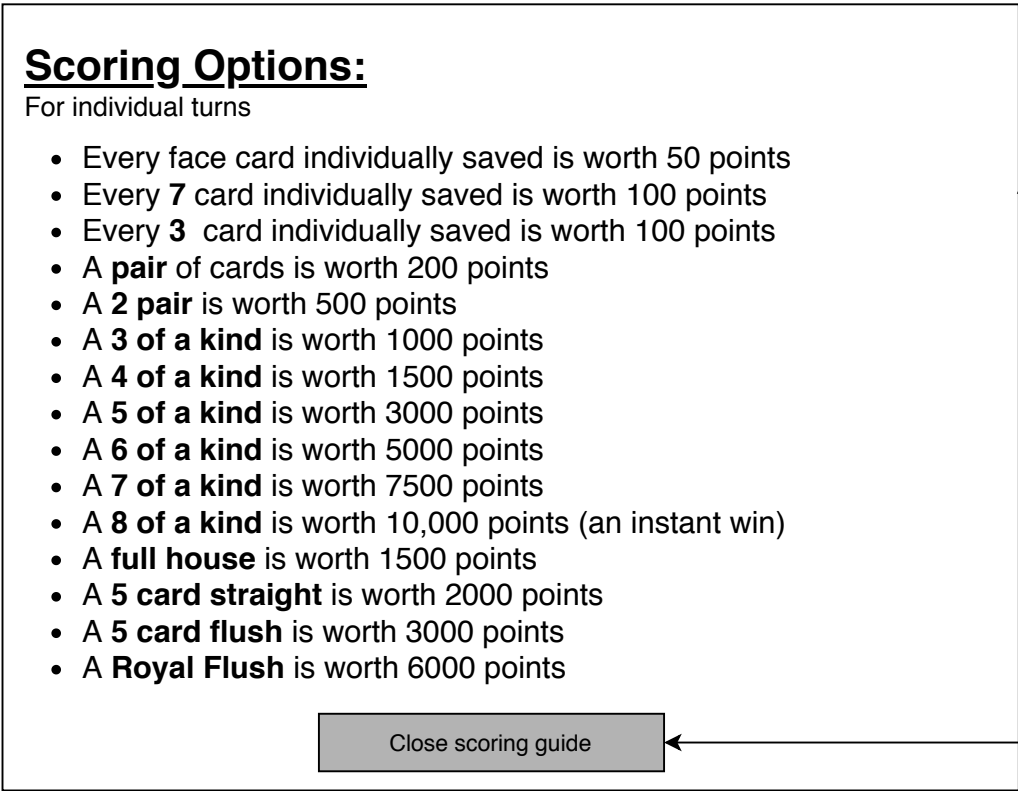 Scoring Options:
For individual turns
• Every face card individually saved is worth 50 points
• Every 7 card individually saved is worth 100 points
• Every 3 card individually saved is worth 100 points
• A pair of cards is worth 200 points
• A 2 pair is worth 500 points
• A 3 of a kind is worth 1000 points
• A 4 of a kind is worth 1500 points
• A 5 of a kind is worth 3000 points
• A 6 of a kind is worth 5000 points
• A 7 of a kind is worth 7500 points
• A 8 of a kind is worth 10,000 points (an instant win)
• A full house is worth 1500 points
• A 5 card straight is worth 2000 points
• A 5 card flush is worth 3000 points
• A Royal Flush is worth 6000 points
Close scoring guide